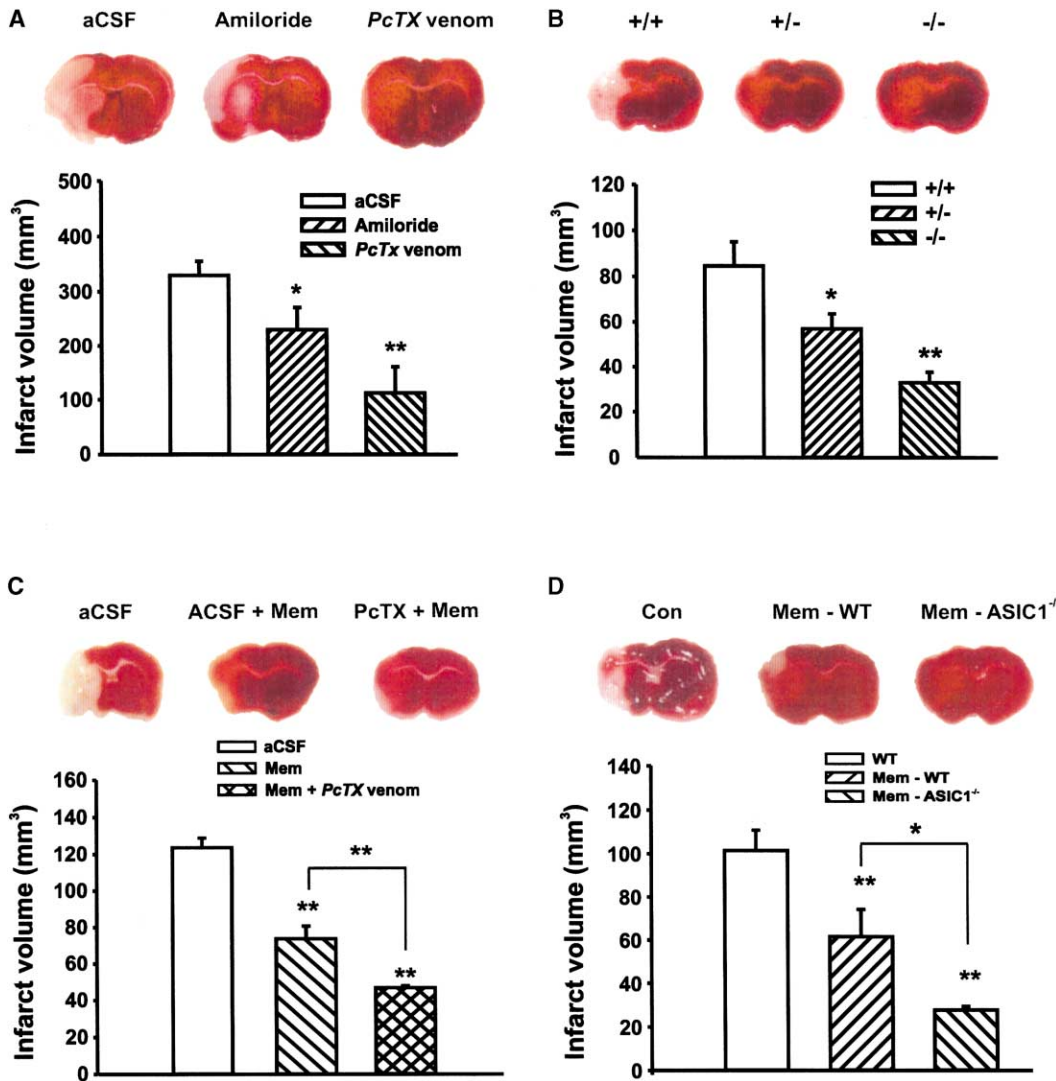 A
aCSF Amiloride PcTX venom
500
400
300
200
100
0
Infarct volume (mm³)
aCSF
Amiloride
PcTx venom
*
**
B
+/+ +/- -/-
120
100
80
60
40
20
0
Infarct volume (mm³)
+/+
+/-
-/-
*
**
C
aCSF ACSF + Mem PcTX + Mem
160
140
120
100
80
60
40
20
0
Infarct volume (mm³)
aCSF
Mem
Mem + PcTX venom
**
**
**
D
Con Mem - WT Mem - ASIC1⁻/⁻
140
120
100
80
60
40
20
0
Infarct volume (mm³)
WT
Mem - WT
Mem - ASIC1⁻/⁻
*
**
**